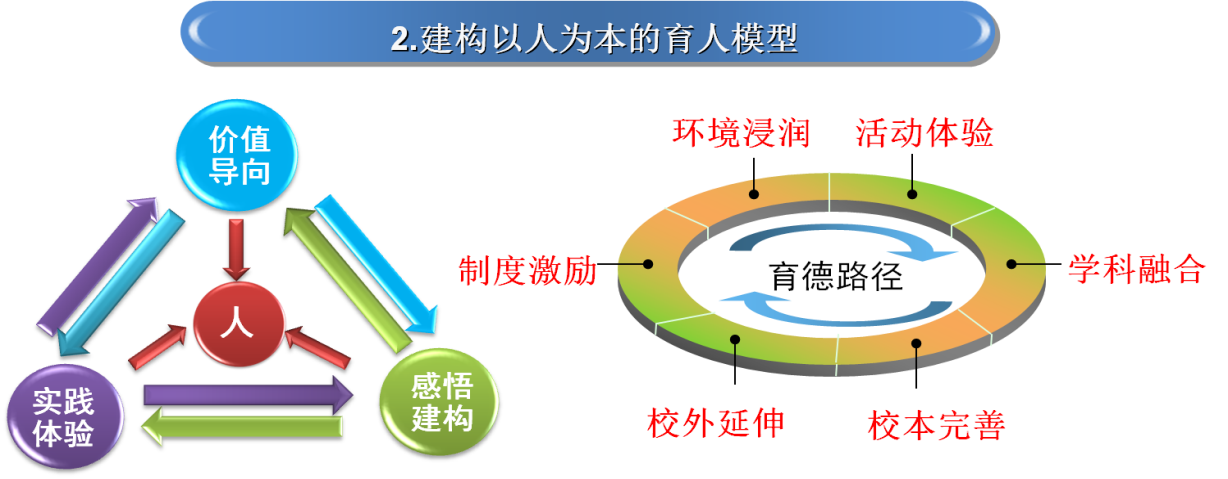 2.建构以人为本的育人模型
价值
导向
人
实践
体验
感悟
建构
环境浸润
活动体验
制度激励
育德路径
学科融合
校外延伸
校本完善